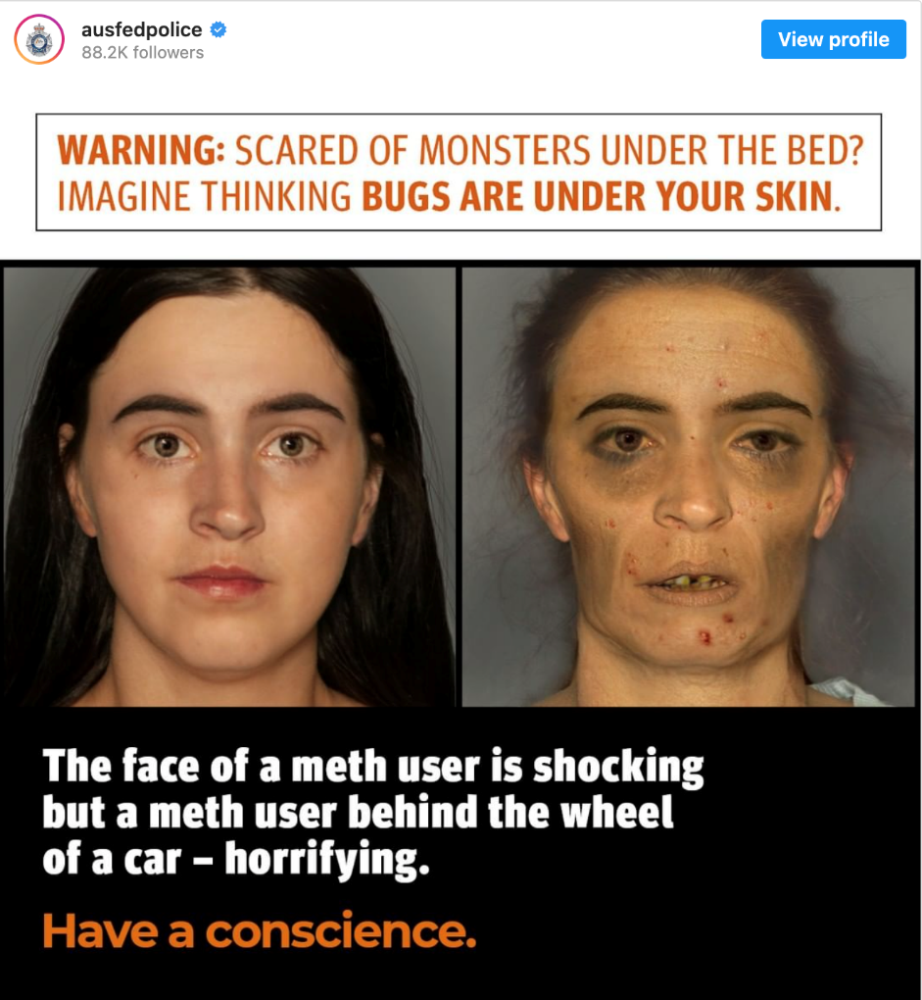 ausfedpolice
88.2K followers
View profile
WARNING: SCARED OF MONSTERS UNDER THE BED?
IMAGINE THINKING BUGS ARE UNDER YOUR SKIN.
The face of a meth user is shocking
but a meth user behind the wheel
of a car – horrifying.
Have a conscience.